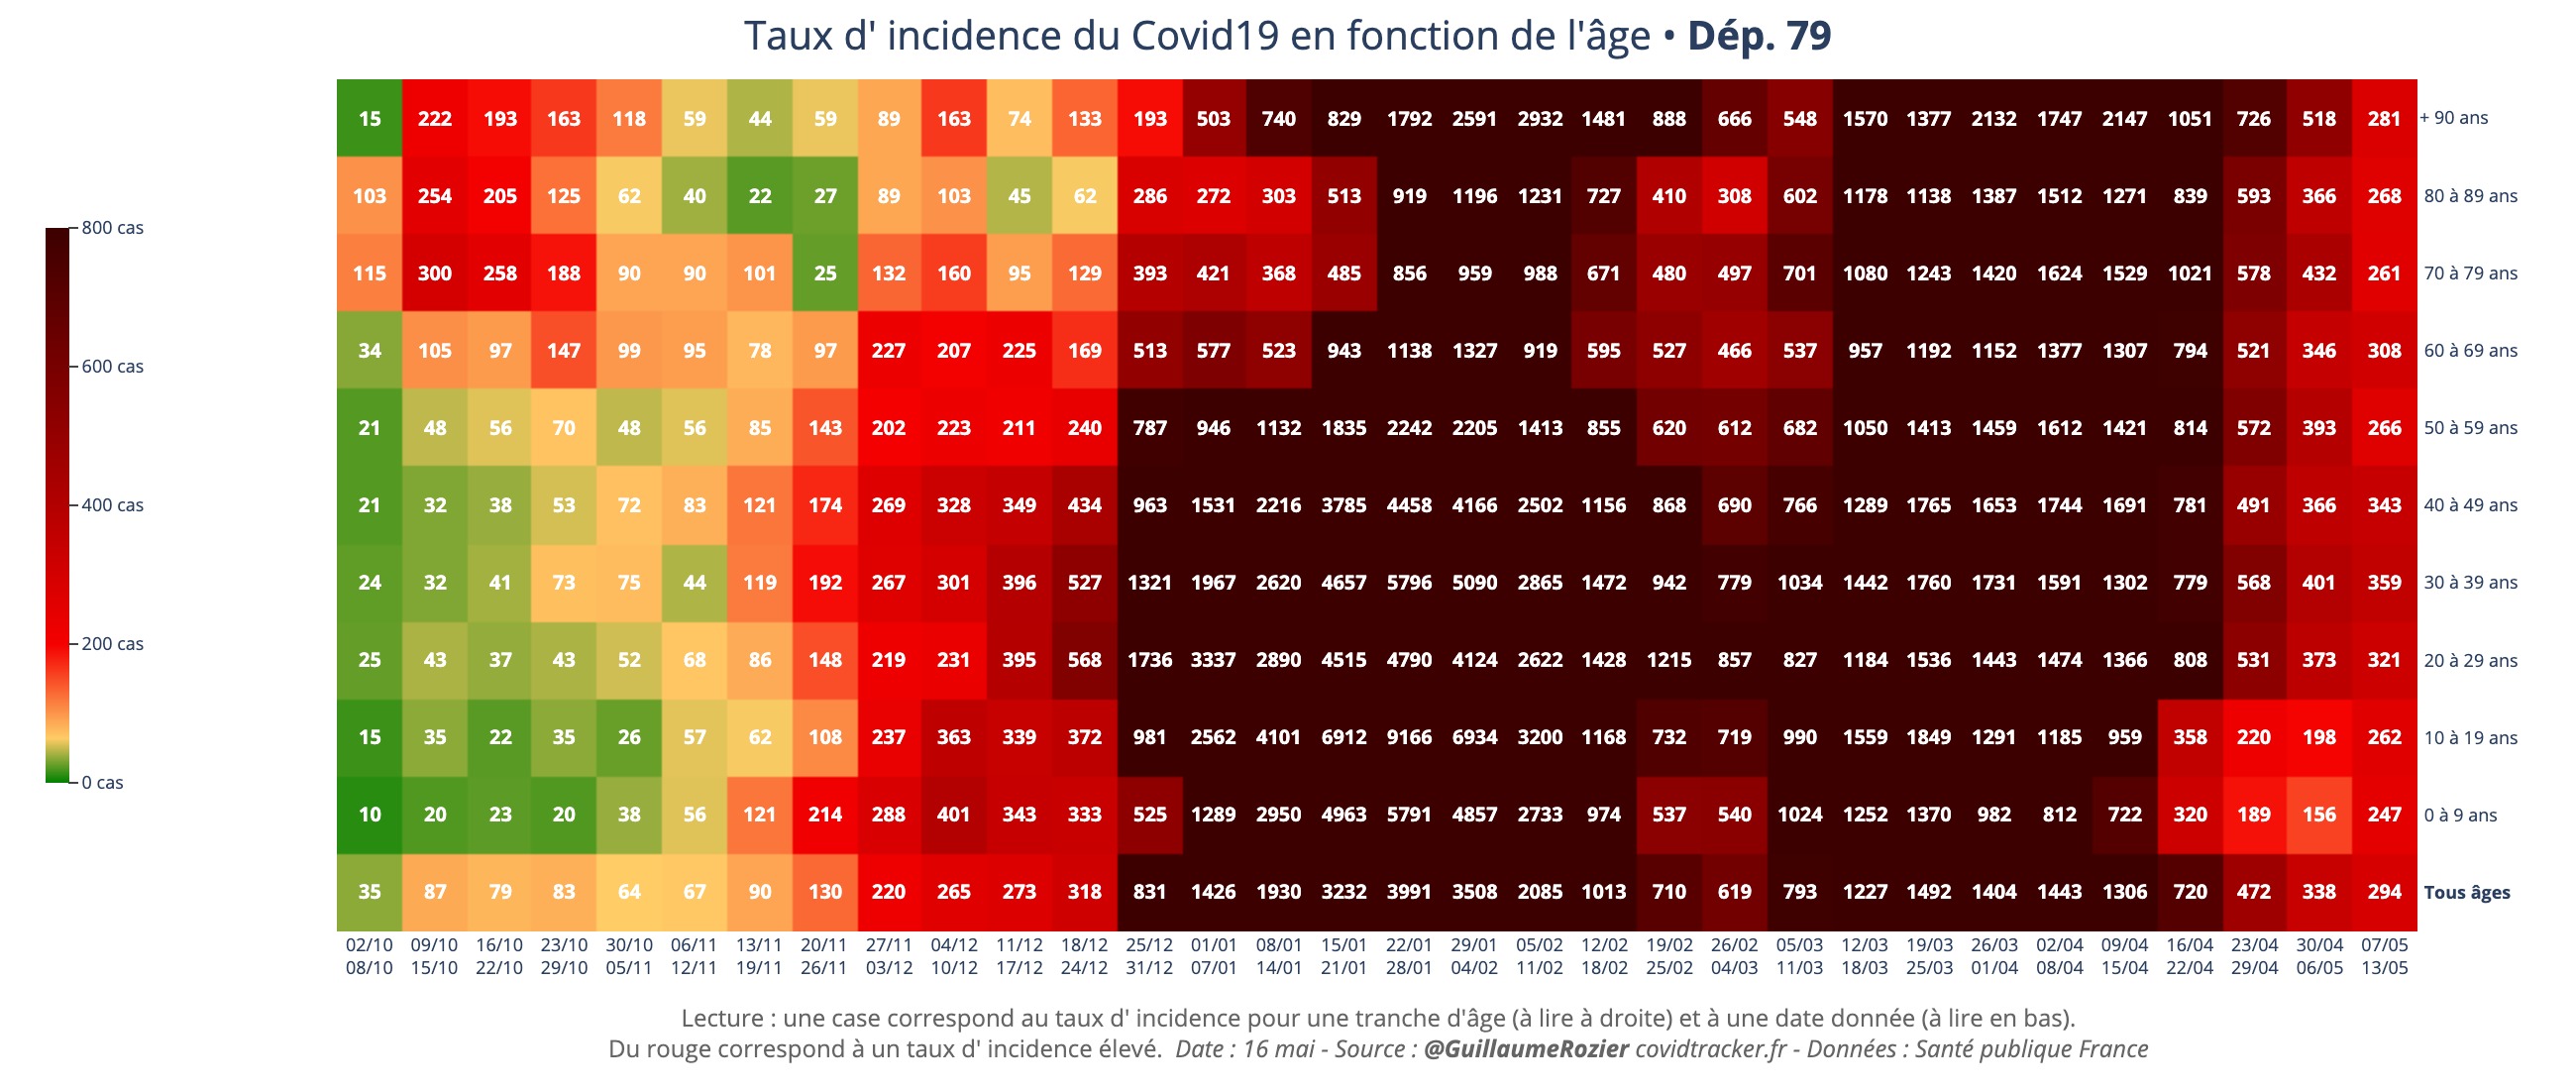 Taux d' incidence du Covid19 en fonction de l'âge • Dép. 79
800 cas
600 cas
400 cas
200 cas
0 cas
15 222 193 163 118 59 44 59 89 163 74 133 193 503 740 829 1792 2591 2932 1481 888 666 548 1570 1377 2132 1747 2147 1051 726 518 281 + 90 ans
103 254 205 125 62 40 22 27 89 103 45 62 286 272 303 513 919 1196 1231 727 410 308 602 1178 1138 1387 1512 1271 839 593 366 268 80 à 89 ans
115 300 258 188 90 90 101 25 132 160 95 129 393 421 368 485 856 959 988 671 480 497 701 1080 1243 1420 1624 1529 1021 578 432 261 70 à 79 ans
34 105 97 147 99 95 78 97 227 207 225 169 513 577 523 943 1138 1327 919 595 527 466 537 957 1192 1152 1377 1307 794 521 346 308 60 à 69 ans
21 48 56 70 48 56 85 143 202 223 211 240 787 946 1132 1835 2242 2205 1413 855 620 612 682 1050 1413 1459 1612 1421 814 572 393 266 50 à 59 ans
21 32 38 53 72 83 121 174 269 328 349 434 963 1531 2216 3785 4458 4166 2502 1156 868 690 766 1289 1765 1653 1744 1691 781 491 366 343 40 à 49 ans
24 32 41 73 75 44 119 192 267 301 396 527 1321 1967 2620 4657 5796 5090 2865 1472 942 779 1034 1442 1760 1731 1591 1302 779 568 401 359 30 à 39 ans
25 43 37 43 52 68 86 148 219 231 395 568 1736 3337 2890 4515 4790 4124 2622 1428 1215 857 827 1184 1536 1443 1474 1366 808 531 373 321 20 à 29 ans
15 35 22 35 26 57 62 108 237 363 339 372 981 2562 4101 6912 9166 6934 3200 1168 732 719 990 1559 1849 1291 1185 959 358 220 198 262 10 à 19 ans
10 20 23 20 38 56 121 214 288 401 343 333 525 1289 2950 4963 5791 4857 2733 974 537 540 1024 1252 1370 982 812 722 320 189 156 247 0 à 9 ans
35 87 79 83 64 67 90 130 220 265 273 318 831 1426 1930 3232 3991 3508 2085 1013 710 619 793 1227 1492 1404 1443 1306 720 472 338 294 Tous âges
02/10 09/10 16/10 23/10 30/10 06/11 13/11 20/11 27/11 04/12 11/12 18/12 25/12 01/01 08/01 15/01 22/01 29/01 05/02 12/02 19/02 26/02 05/03 12/03 19/03 26/03 02/04 09/04 16/04 23/04 30/04 07/05
08/10 15/10 22/10 29/10 05/11 12/11 19/11 26/11 03/12 10/12 17/12 24/12 31/12 07/01 14/01 21/01 28/01 04/02 11/02 18/02 25/02 04/03 11/03 18/03 25/03 01/04 08/04 15/04 22/04 29/04 06/05 13/05
Lecture : une case correspond au taux d' incidence pour une tranche d'âge (à lire à droite) et à une date donnée (à lire en bas).
Du rouge correspond à un taux d' incidence élevé. Date : 16 mai - Source : @GuillaumeRozier covidtracker.fr - Données : Santé publique France